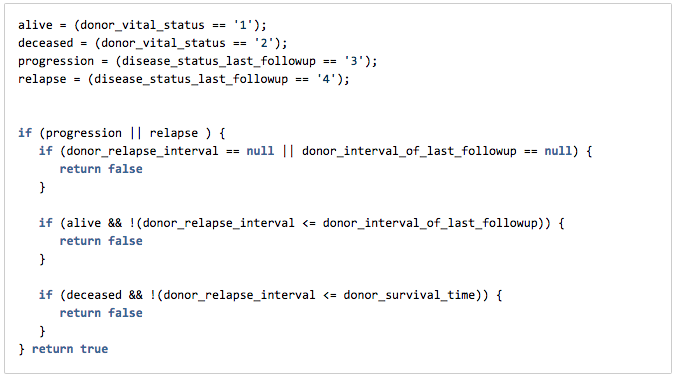 alive = (donor_vital_status == '1');
deceased = (donor_vital_status == '2');
progression = (disease_status_last_followup == '3');
relapse = (disease_status_last_followup == '4');
if (progression || relapse ) {
if (donor_relapse_interval == null || donor_interval_of_last_followup == null) {
return false
}
if (alive && !(donor_relapse_interval <= donor_interval_of_last_followup)) {
return false
}
if (deceased && !(donor_relapse_interval <= donor_survival_time)) {
return false
}
} return true